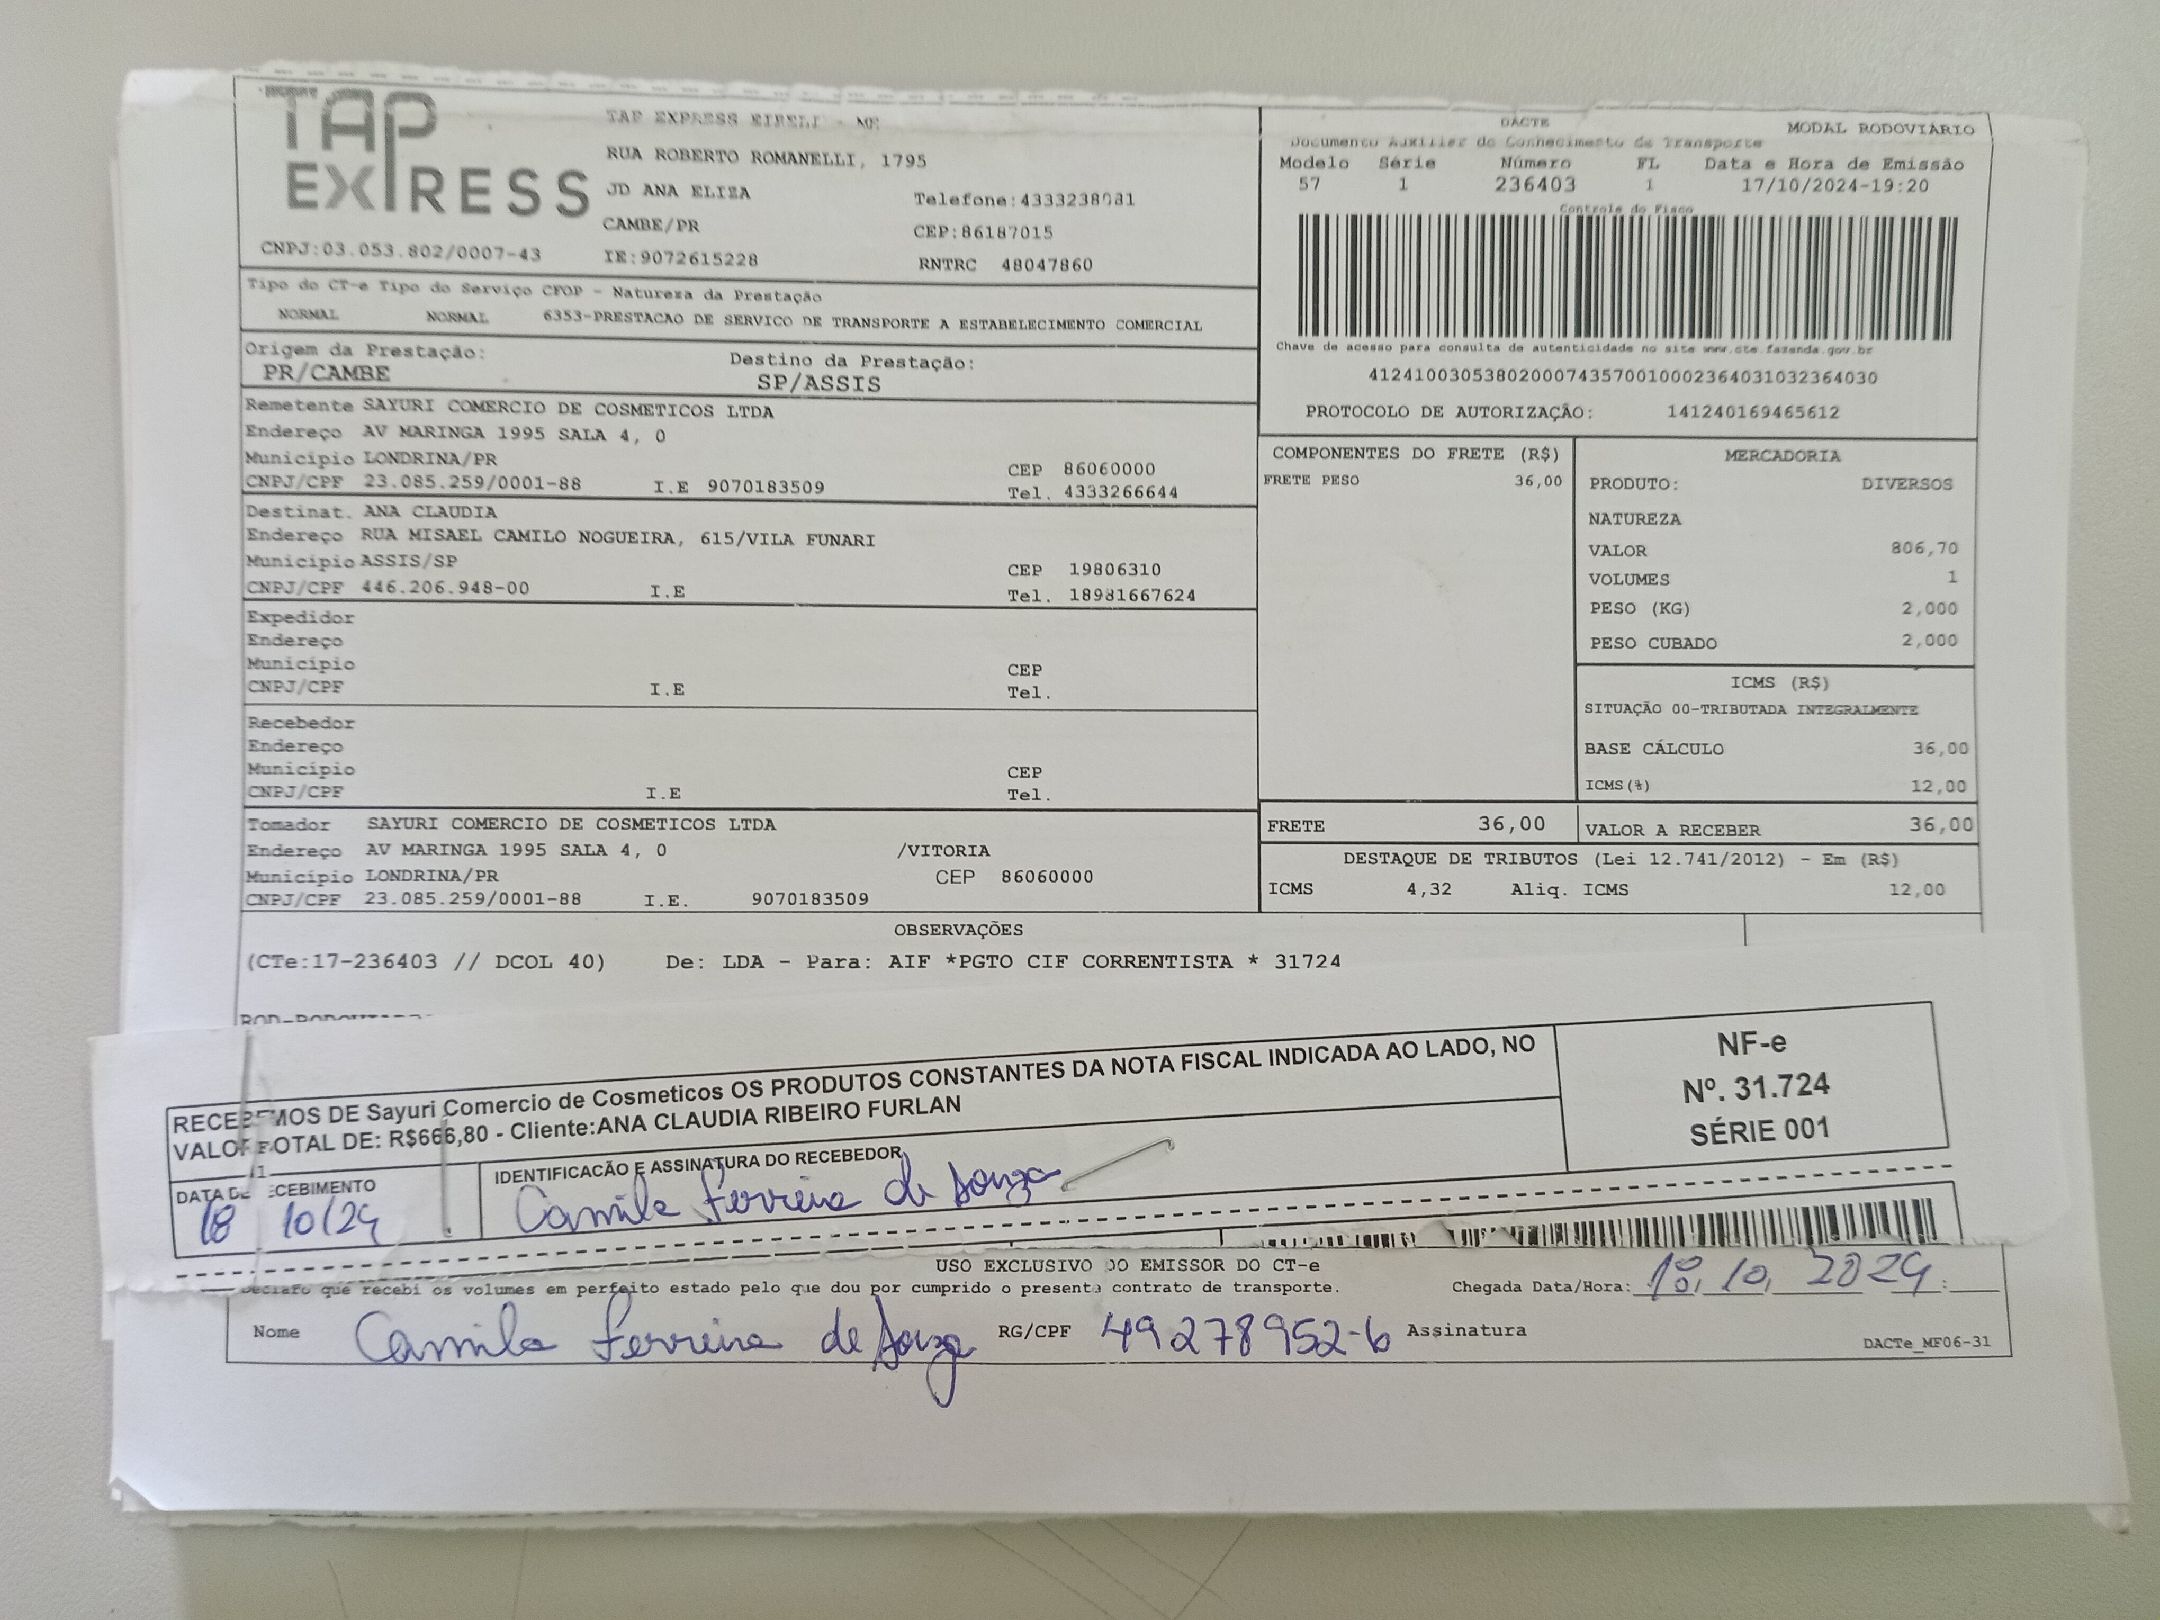 TAP
EXPRESS
CNPJ:03.053.802/0007-43
TAP EXPRESS EIRELI - ME
RUA ROBERTO ROMANELLI, 1795
JD ANA ELIZA
Telefone:4333238081
CAMBE/PR
CEP:86187015
IE:9072615228
RNTRC 48047860
DACTE
MODAL RODOVIÁRIO
Documento Auxiliar do Conhecimento de Transporte
Modelo Série Número FL Data e Hora de Emissão
57 1 236403 1 17/10/2024-19:20
Controle do Fisco
Chave de acesso para consulta de autenticidade no site www.cte.fazenda.gov.br
41241003053802000743570010002364031032364030
PROTOCOLO DE AUTORIZAÇÃO: 141240169465612
Tipo do CT-e Tipo do Serviço CFOP - Natureza da Prestação
NORMAL NORMAL 6353-PRESTACAO DE SERVICO DE TRANSPORTE A ESTABELECIMENTO COMERCIAL
Origem da Prestação: Destino da Prestação:
PR/CAMBE SP/ASSIS
Remetente SAYURI COMERCIO DE COSMETICOS LTDA
Endereço AV MARINGA 1995 SALA 4, 0
Município LONDRINA/PR CEP 86060000
CNPJ/CPF 23.085.259/0001-88 I.E 9070183509 Tel. 4333266644
Destinat. ANA CLAUDIA
Endereço RUA MISAEL CAMILO NOGUEIRA, 615/VILA FUNARI
Município ASSIS/SP CEP 19806310
CNPJ/CPF 446.206.948-00 I.E Tel. 18981667624
Expedidor
Endereço
Município CEP
CNPJ/CPF I.E Tel.
Recebedor
Endereço
Município CEP
CNPJ/CPF I.E Tel.
Tomador SAYURI COMERCIO DE COSMETICOS LTDA
Endereço AV MARINGA 1995 SALA 4, 0 /VITORIA
Município LONDRINA/PR CEP 86060000
CNPJ/CPF 23.085.259/0001-88 I.E. 9070183509
COMPONENTES DO FRETE (R$)
FRETE PESO 36,00
MERCADORIA
PRODUTO: DIVERSOS
NATUREZA
VALOR 806,70
VOLUMES 1
PESO (KG) 2,000
PESO CUBADO 2,000
ICMS (R$)
SITUAÇÃO 00-TRIBUTADA INTEGRALMENTE
BASE CÁLCULO 36,00
ICMS(%) 12,00
FRETE 36,00 VALOR A RECEBER 36,00
DESTAQUE DE TRIBUTOS (Lei 12.741/2012) - Em (R$)
ICMS 4,32 Aliq. ICMS 12,00
OBSERVAÇÕES
(CTe:17-236403 // DCOL 40) De: LDA - Para: AIF *PGTO CIF CORRENTISTA * 31724
RECEBEMOS DE Sayuri Comercio de Cosmeticos OS PRODUTOS CONSTANTES DA NOTA FISCAL INDICADA AO LADO, NO
VALOR TOTAL DE: R$666,80 - Cliente:ANA CLAUDIA RIBEIRO FURLAN
NF-e
Nº. 31.724
SÉRIE 001
DATA DE RECEBIMENTO
18 10/24
IDENTIFICACÃO E ASSINATURA DO RECEBEDOR
Camila Ferreira de Souza
USO EXCLUSIVO DO EMISSOR DO CT-e
Declaro que recebi os volumes em perfeito estado pelo que dou por cumprido o presente contrato de transporte.
Chegada Data/Hora: 18, 10, 2024 :
Nome Camila Ferreira de Souza RG/CPF 49278952-6 Assinatura
DACTe_MF06-31